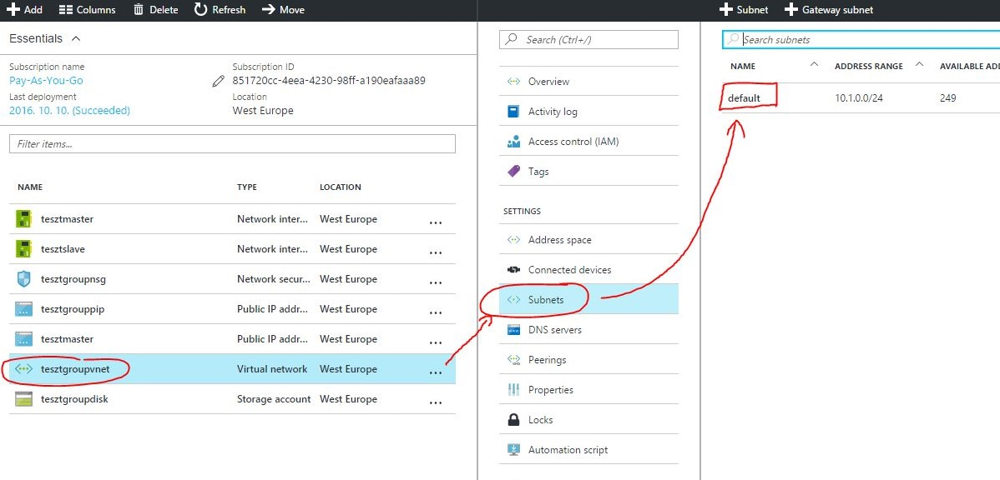 Add Columns Delete Refresh Move
Essentials
Subscription name
Pay-As-You-Go
Last deployment
2016. 10. 10. (Succeeded)
Subscription ID
851720cc-4eea-4230-98ff-a190eafaaa89
Location
West Europe
Filter items...
NAME TYPE LOCATION
tesztmaster Network inter... West Europe ...
tesztslave Network inter... West Europe ...
tesztgroupnsg Network secur... West Europe ...
tesztgrouppip Public IP addr... West Europe ...
tesztmaster Public IP addr... West Europe ...
tesztgroupvnet Virtual network West Europe ...
tesztgroupdisk Storage account West Europe ...
Search (Ctrl+/)
Overview
Activity log
Access control (IAM)
Tags
SETTINGS
Address space
Connected devices
Subnets
DNS servers
Peerings
Properties
Locks
Automation script
Subnet Gateway subnet
Search subnets
NAME ADDRESS RANGE AVAILABLE ADD
default 10.1.0.0/24 249